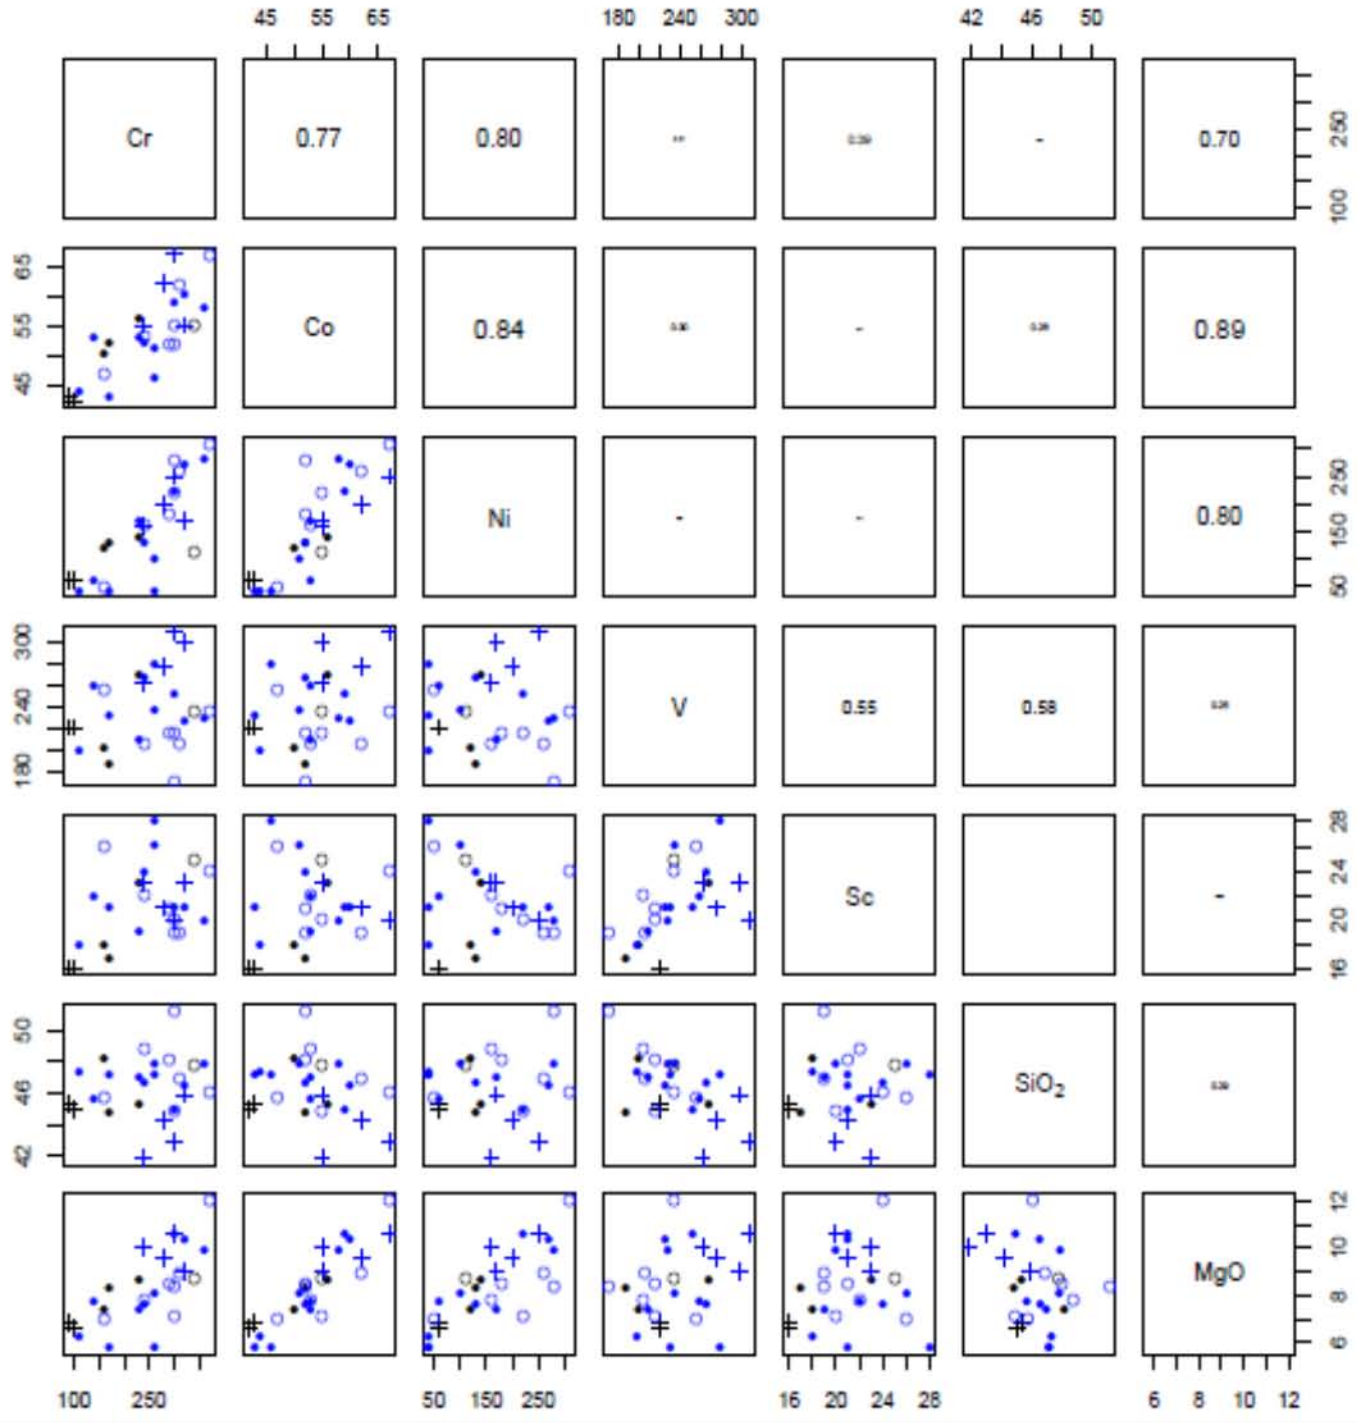 45 55 65 180 240 300 42 46 50
Cr 0.77 0.80 0.39 - 0.70
100 250
45 55 65
Co 0.84 - 0.89
Ni - - 0.80
50 150 250
180 240 300
V 0.55 0.58
Sc -
16 20 24 28
42 46 50
SiO₂
MgO
6 8 10 12
100 250 50 150 250 16 20 24 28 6 8 10 12